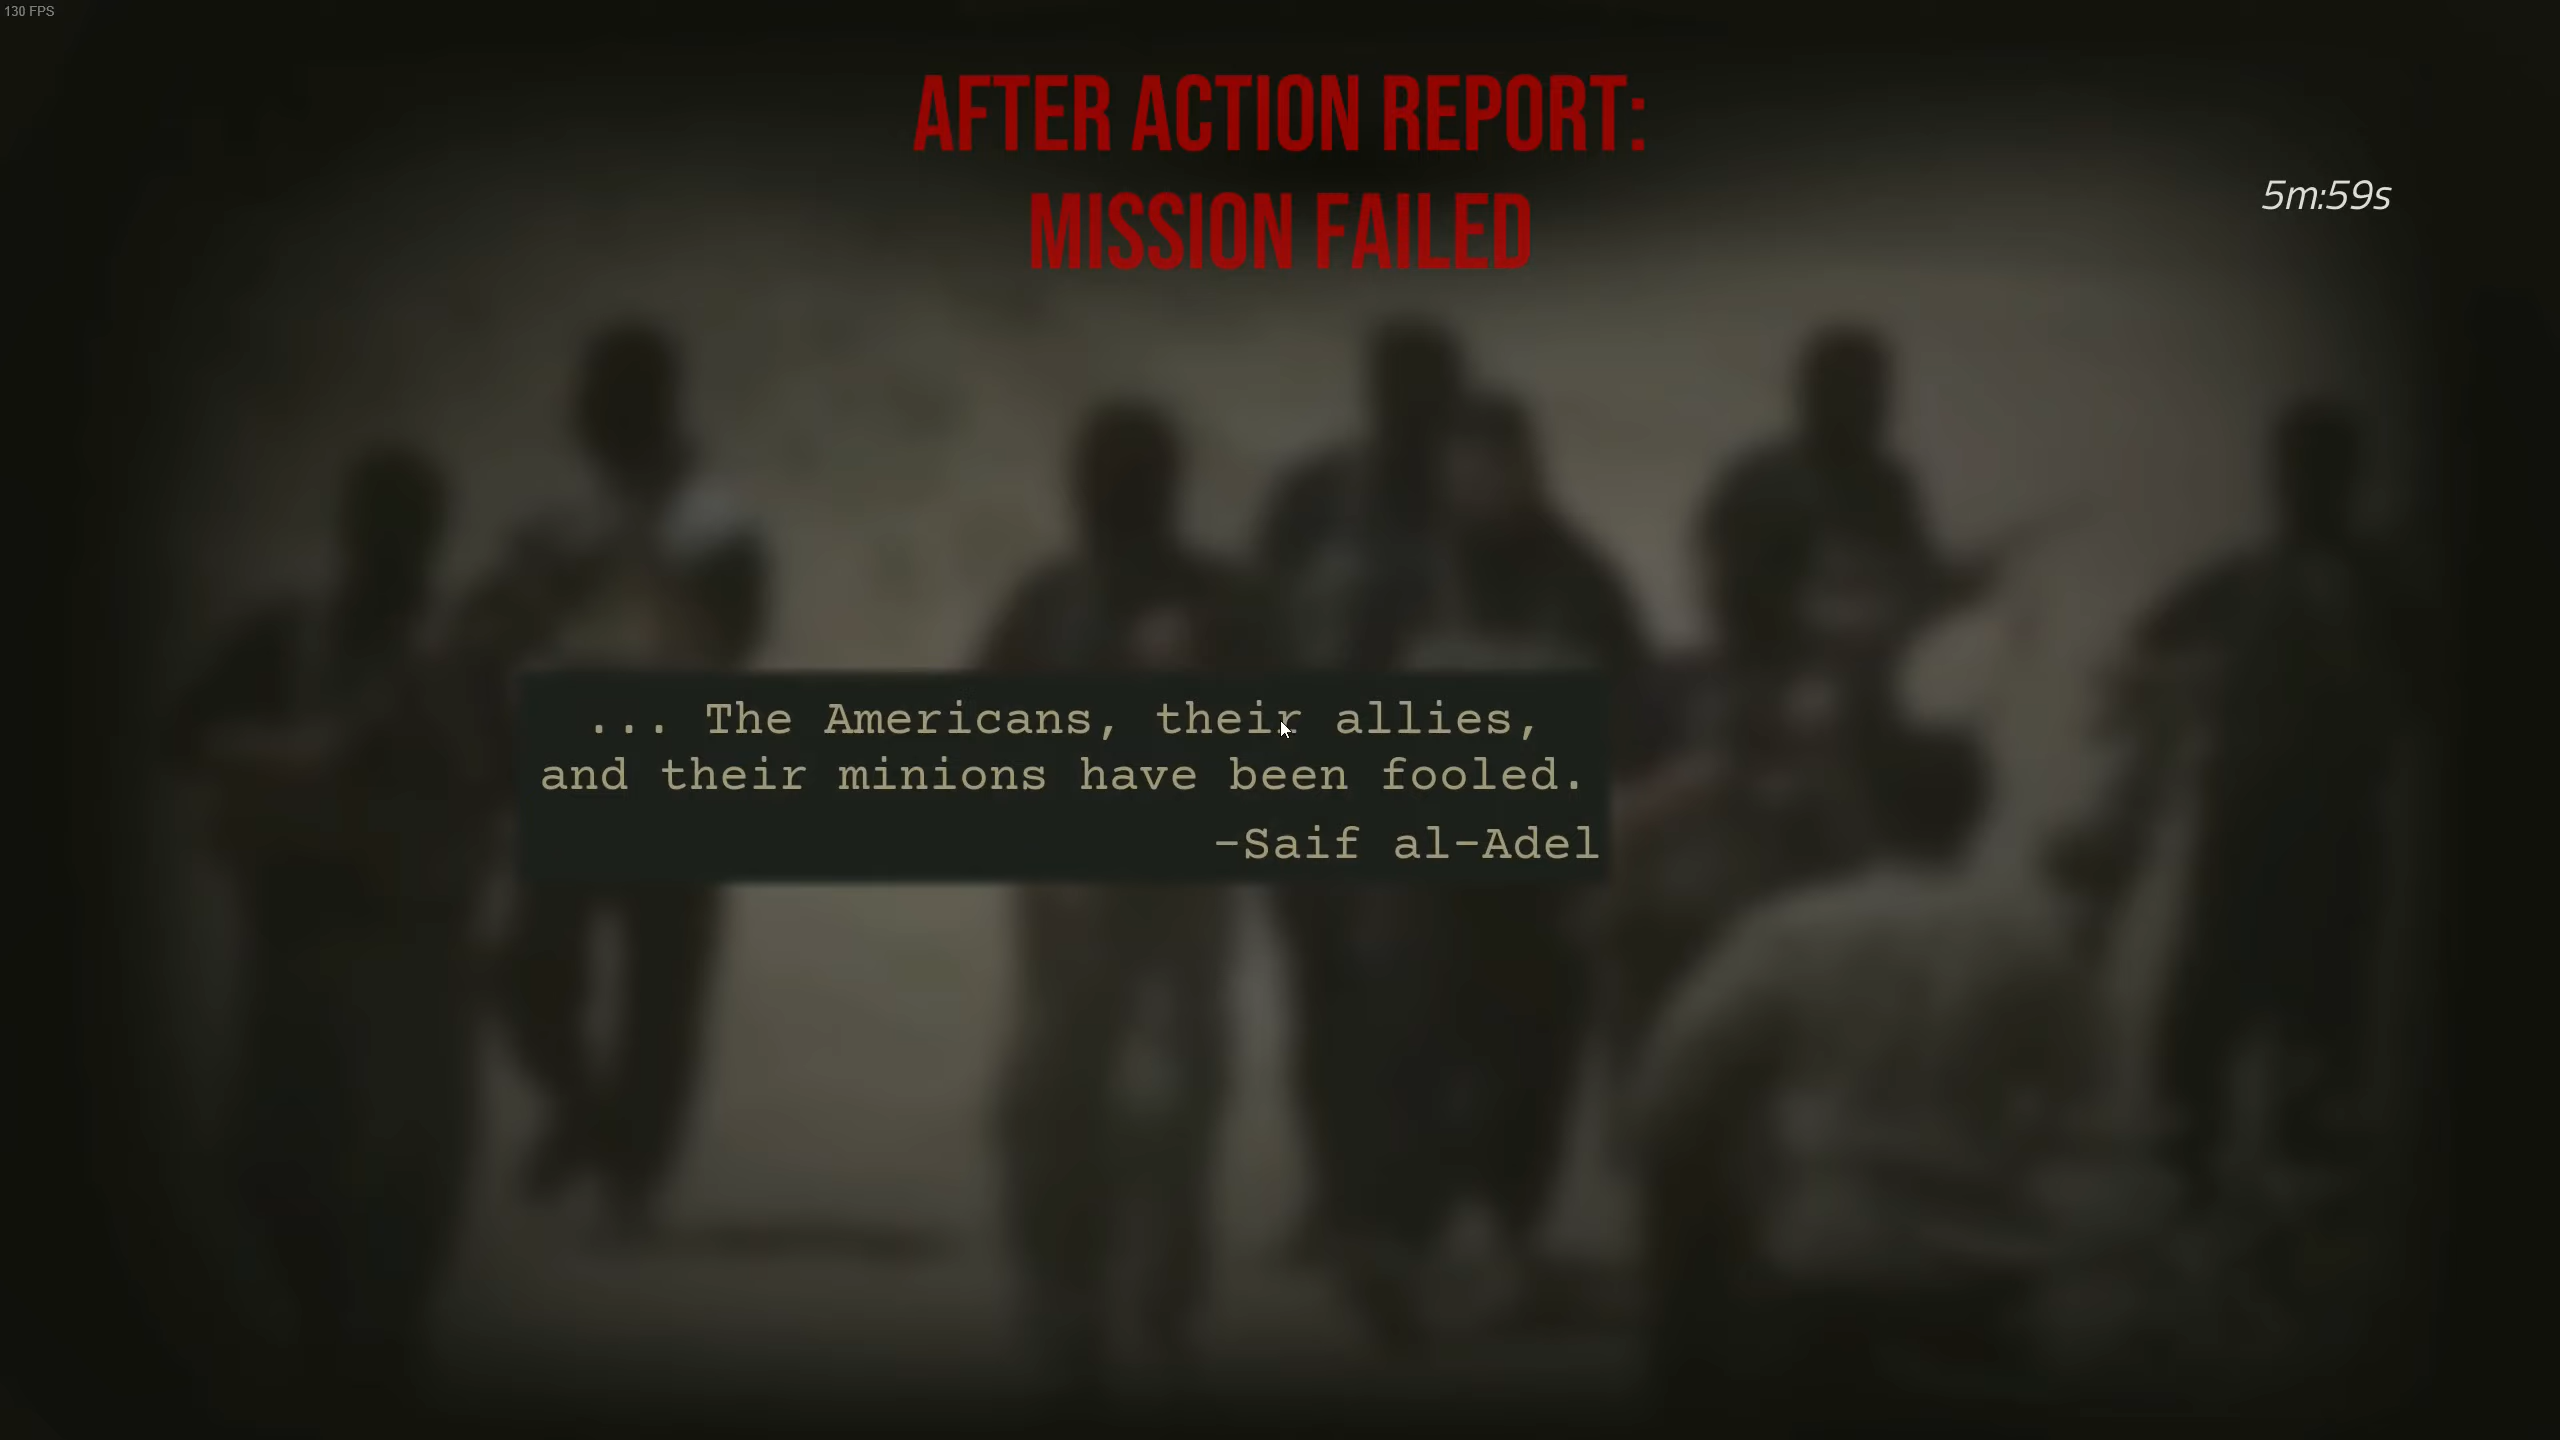 130 FPS
AFTER ACTION REPORT:
MISSION FAILED
5m:59s
... The Americans, their allies,
and their minions have been fooled.
-Saif al-Adel